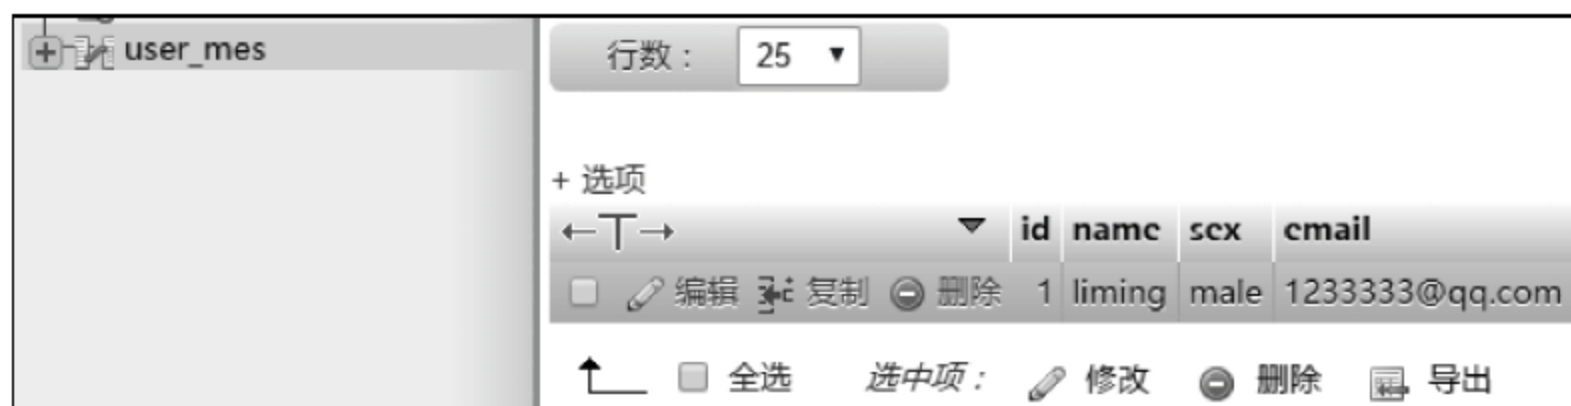 user_mes
行数： 25
+ 选项
←T→ id name sex email
编辑 复制 删除 1 liming male 1233333@qq.com
全选 选中项： 修改 删除 导出